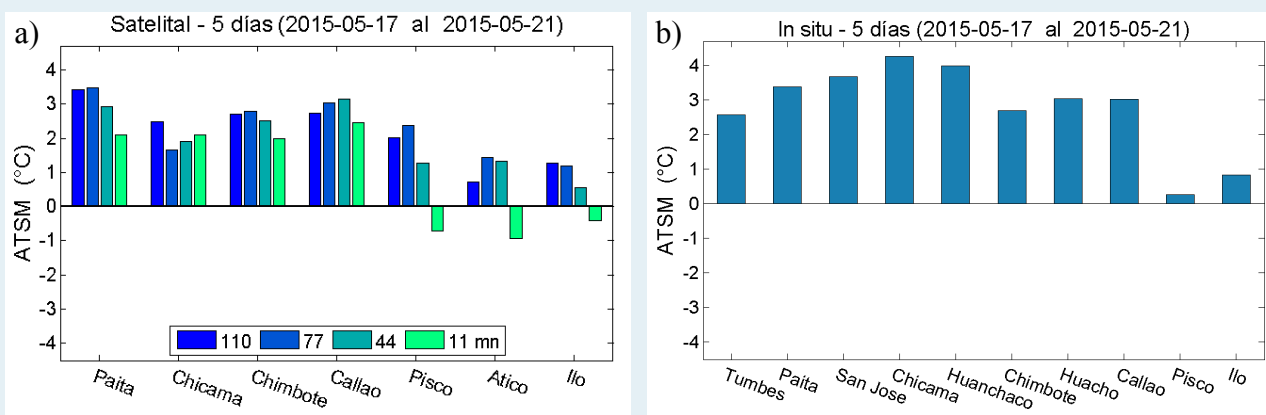 a)
Satelital - 5 días (2015-05-17 al 2015-05-21)
ATSM (°C)
4
3
2
1
0
-1
-2
-3
-4
110 77 44 11 mn
Paita Chicama Chimbote Callao Pisco Atico Ilo
b)
In situ - 5 días (2015-05-17 al 2015-05-21)
ATSM (°C)
4
3
2
1
0
-1
-2
-3
-4
Tumbes Paita San Jose Chicama Huanchaco Chimbote Huacho Callao Pisco Ilo